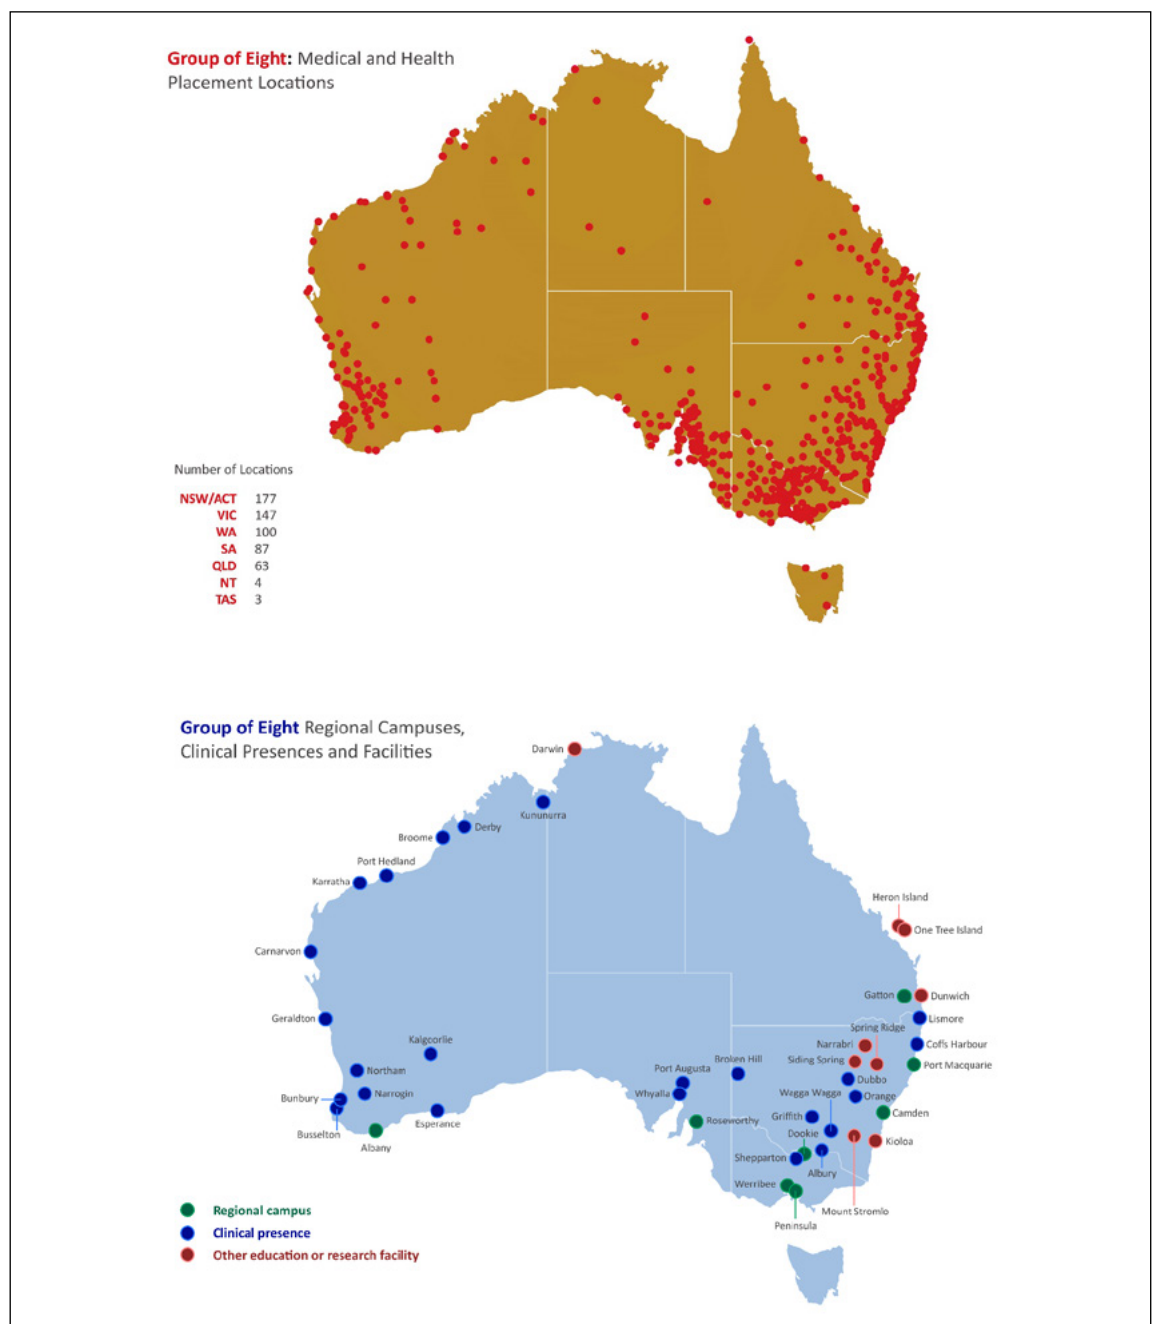 Group of Eight: Medical and Health
Placement Locations
Number of Locations
NSW/ACT 177
VIC 147
WA 100
SA 87
QLD 63
NT 4
TAS 3
Group of Eight Regional Campuses,
Clinical Presences and Facilities
Darwin
Kununurra
Derby
Broome
Port Hedland
Karratha
Heron Island
One Tree Island
Carnarvon
Gatton
Dunwich
Geraldton
Lismore
Spring Ridge
Kalgoorlie
Narrabri
Coffs Harbour
Siding Spring
Broken Hill
Port Macquarie
Northam
Port Augusta
Dubbo
Whyalla
Wagga Wagga
Narrogin
Orange
Bunbury
Camden
Griffith
Roseworthy
Esperance
Busselton
Dookie
Kioloa
Albany
Shepparton
Albury
Werribee
Mount Stromlo
Peninsula
Regional campus
Clinical presence
Other education or research facility